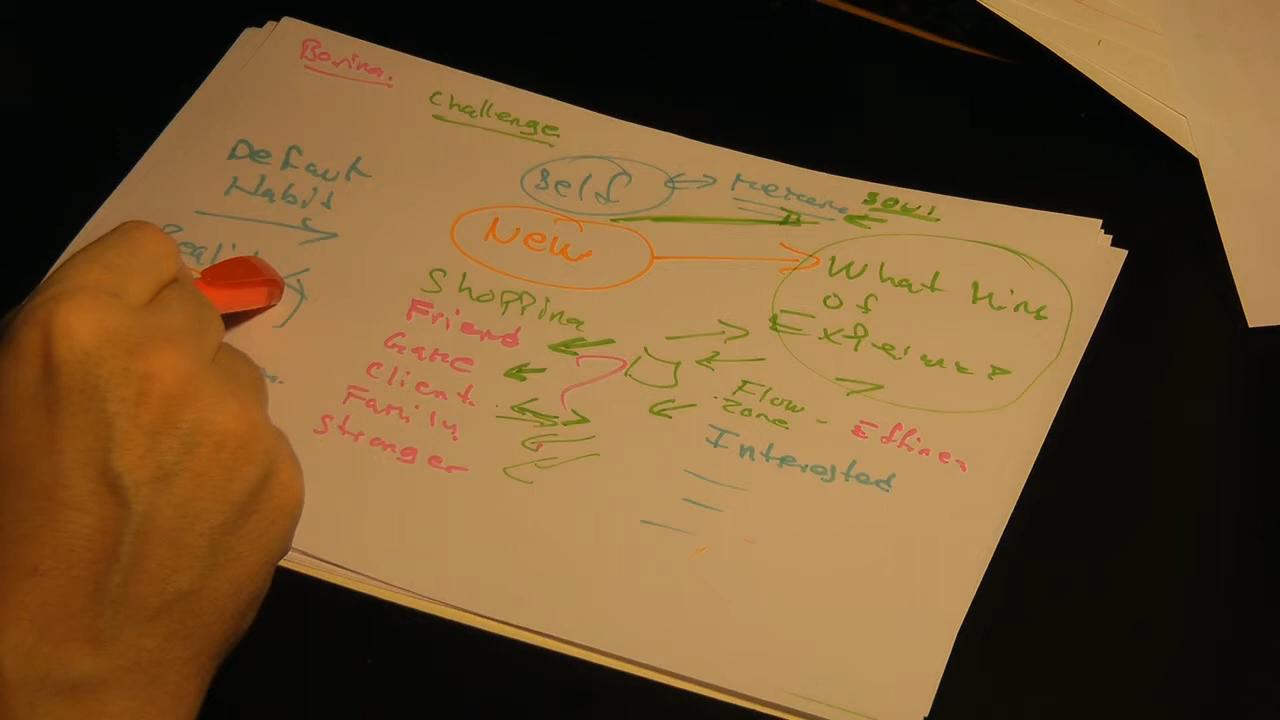 Boring.
challenge
Default
Habit
Self
SOUL
New
What Kind
of
Experience?
Shopping
Friend
Game
Client
Family
Stronger
Flow
Zone -
Interested